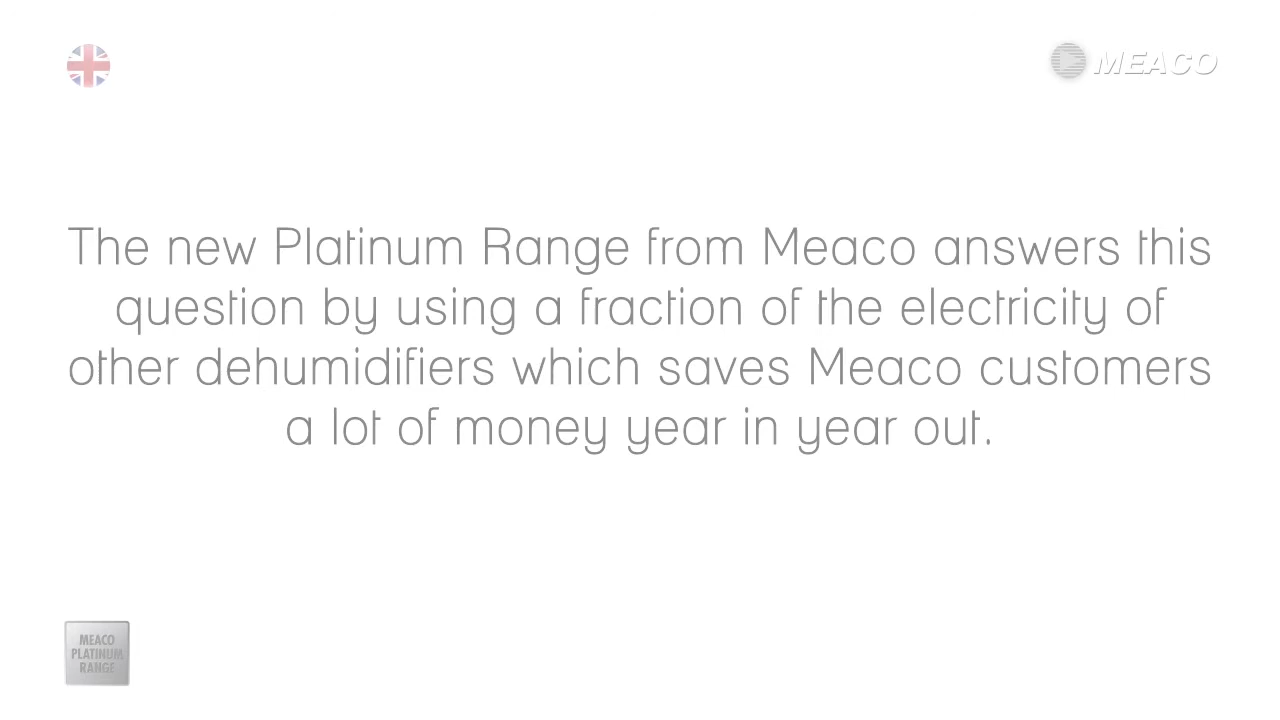 MEACO
The new Platinum Range from Meaco answers this
question by using a fraction of the electricity of
other dehumidifiers which saves Meaco customers
a lot of money year in year out.
MEACO
PLATINUM
RANGE